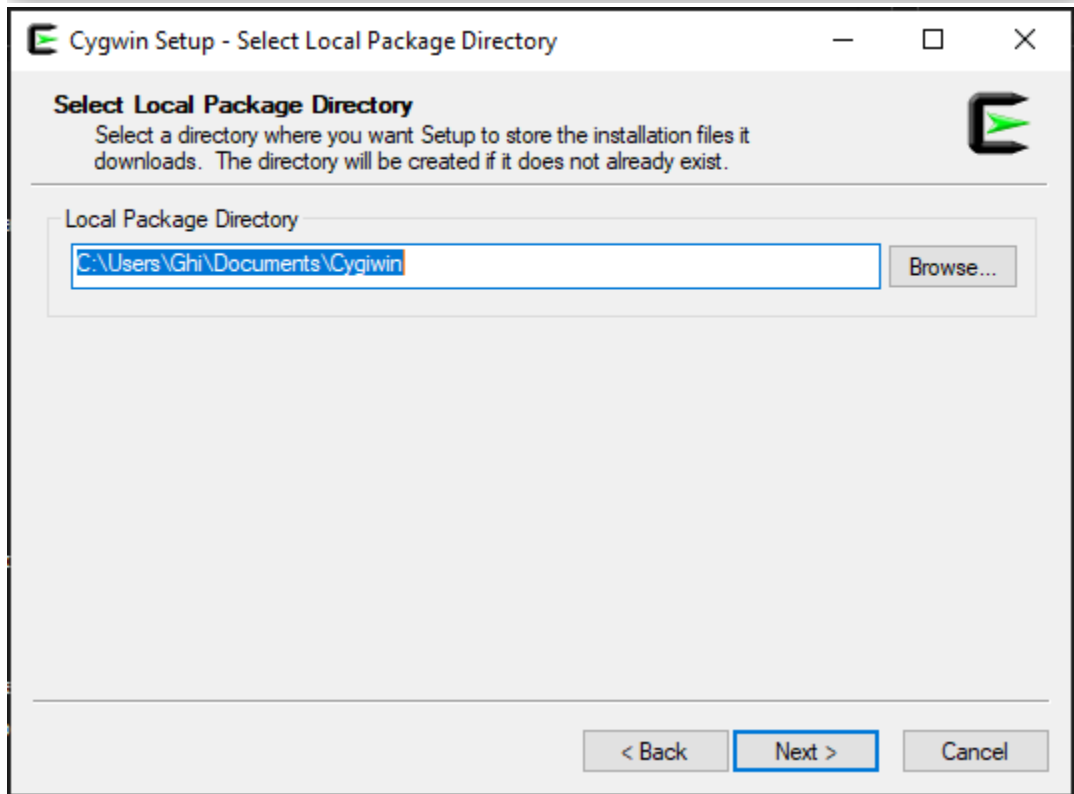 Cygwin Setup - Select Local Package Directory
Select Local Package Directory
Select a directory where you want Setup to store the installation files it
downloads. The directory will be created if it does not already exist.
Local Package Directory
C:\Users\Ghi\Documents\Cygiwin
Browse...
< Back
Next >
Cancel